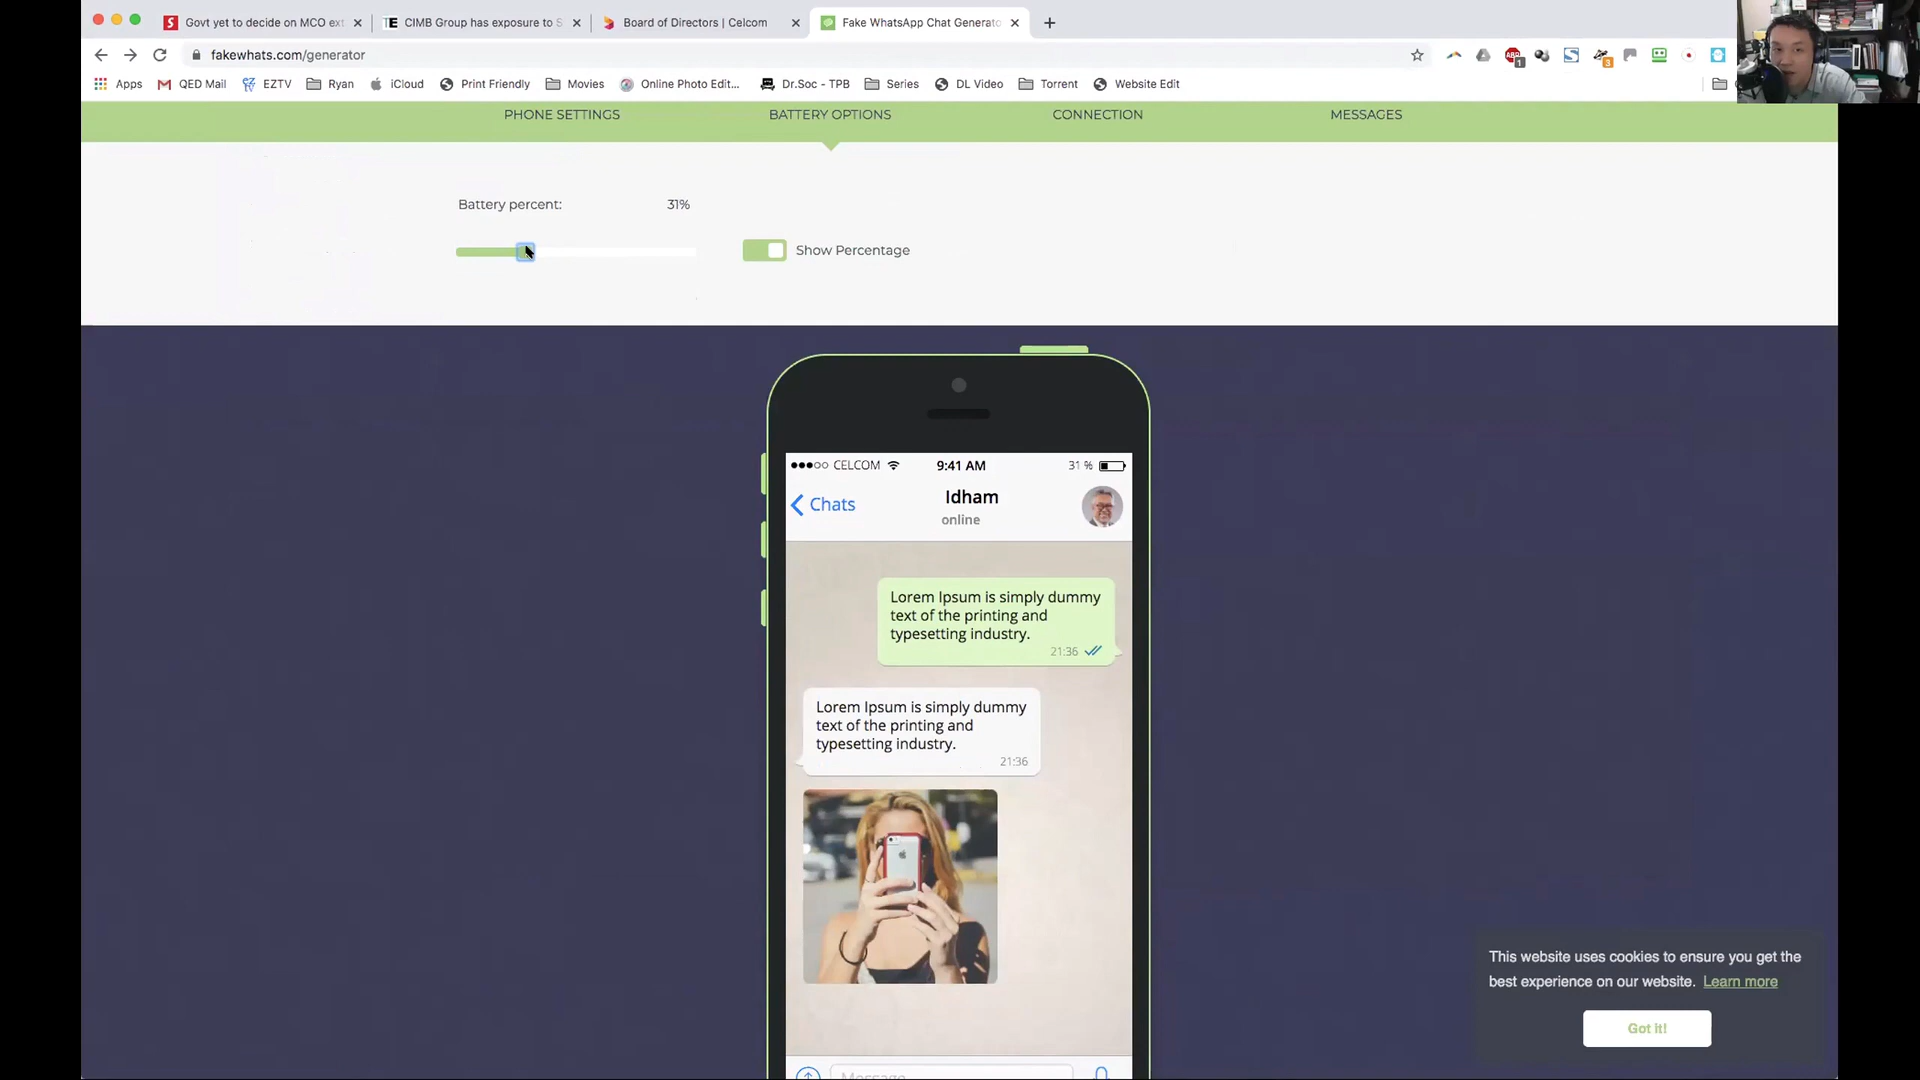 Govt yet to decide on MCO ext
CIMB Group has exposure to S
Board of Directors | Celcom
Fake WhatsApp Chat Generato
fakewhats.com/generator
Apps
QED Mail
EZTV
Ryan
iCloud
Print Friendly
Movies
Online Photo Edit...
Dr.Soc - TPB
Series
DL Video
Torrent
Website Edit
PHONE SETTINGS
BATTERY OPTIONS
CONNECTION
MESSAGES
Battery percent: 31%
Show Percentage
CELCOM 9:41 AM 31 %
Chats
Idham
online
Lorem Ipsum is simply dummy
text of the printing and
typesetting industry.
21:36
Lorem Ipsum is simply dummy
text of the printing and
typesetting industry.
21:36
Message
This website uses cookies to ensure you get the
best experience on our website. Learn more
Got it!